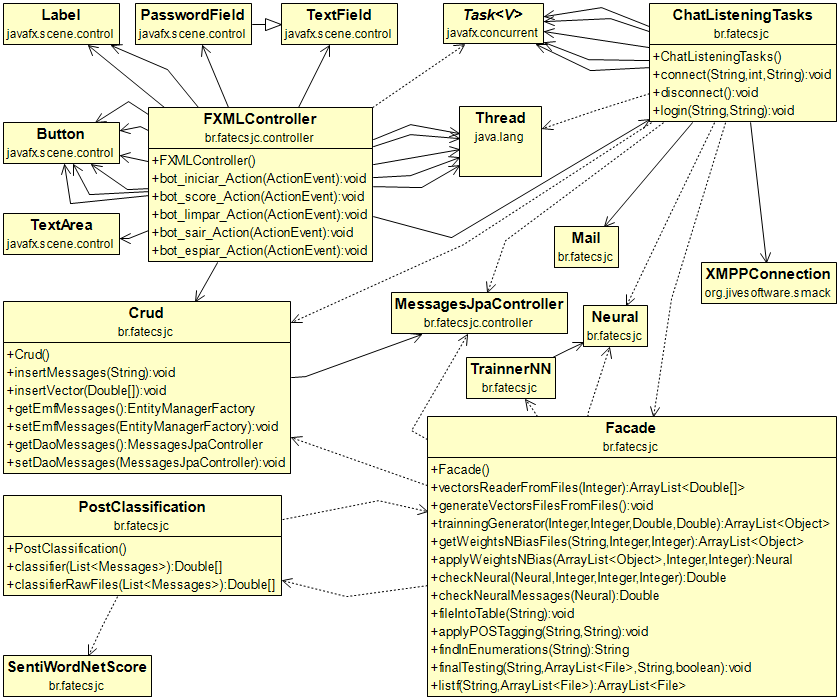 Label
javafx.scene.control
PasswordField
javafx.scene.control
TextField
javafx.scene.control
Task<V>
javafx.concurrent
ChatListeningTasks
br.fatecsjc
+ChatListeningTasks()
+connect(String,int,String):void
+disconnect():void
+login(String,String):void
FXMLController
br.fatecsjc.controller
+FXMLController()
+bot_iniciar_Action(ActionEvent):void
+bot_score_Action(ActionEvent):void
+bot_limpar_Action(ActionEvent):void
+bot_sair_Action(ActionEvent):void
+bot_espiar_Action(ActionEvent):void
Thread
java.lang
Button
javafx.scene.control
TextArea
javafx.scene.control
Mail
br.fatecsjc
XMPPConnection
org.jivesoftware.smack
Crud
br.fatecsjc
+Crud()
+insertMessages(String):void
+insertVector(Double[]):void
+getEmfMessages():EntityManagerFactory
+setEmfMessages(EntityManagerFactory):void
+getDaoMessages():MessagesJpaController
+setDaoMessages(MessagesJpaController):void
MessagesJpaController
br.fatecsjc.controller
Neural
br.fatecsjc
TrainnerNN
br.fatecsjc
Facade
br.fatecsjc
+Facade()
+vectorsReaderFromFiles(Integer):ArrayList<Double[]>
+generateVectorsFilesFromFiles():void
+trainningGenerator(Integer,Integer,Double,Double):ArrayList<Object>
+getWeightsNBiasFiles(String,Integer,Integer):ArrayList<Object>
+applyWeightsNBias(ArrayList<Object>,Integer,Integer):Neural
+checkNeural(Neural,Integer,Integer,Integer):Double
+checkNeuralMessages(Neural):Double
+fileIntoTable(String):void
+applyPOSTagging(String,String):void
+findInEnumerations(String):String
+finalTesting(String,ArrayList<File>,String,boolean):void
+listf(String,ArrayList<File>):ArrayList<File>
PostClassification
br.fatecsjc
+PostClassification()
+classifier(List<Messages>):Double[]
+classifierRawFiles(List<Messages>):Double[]
SentiWordNetScore
br.fatecsjc